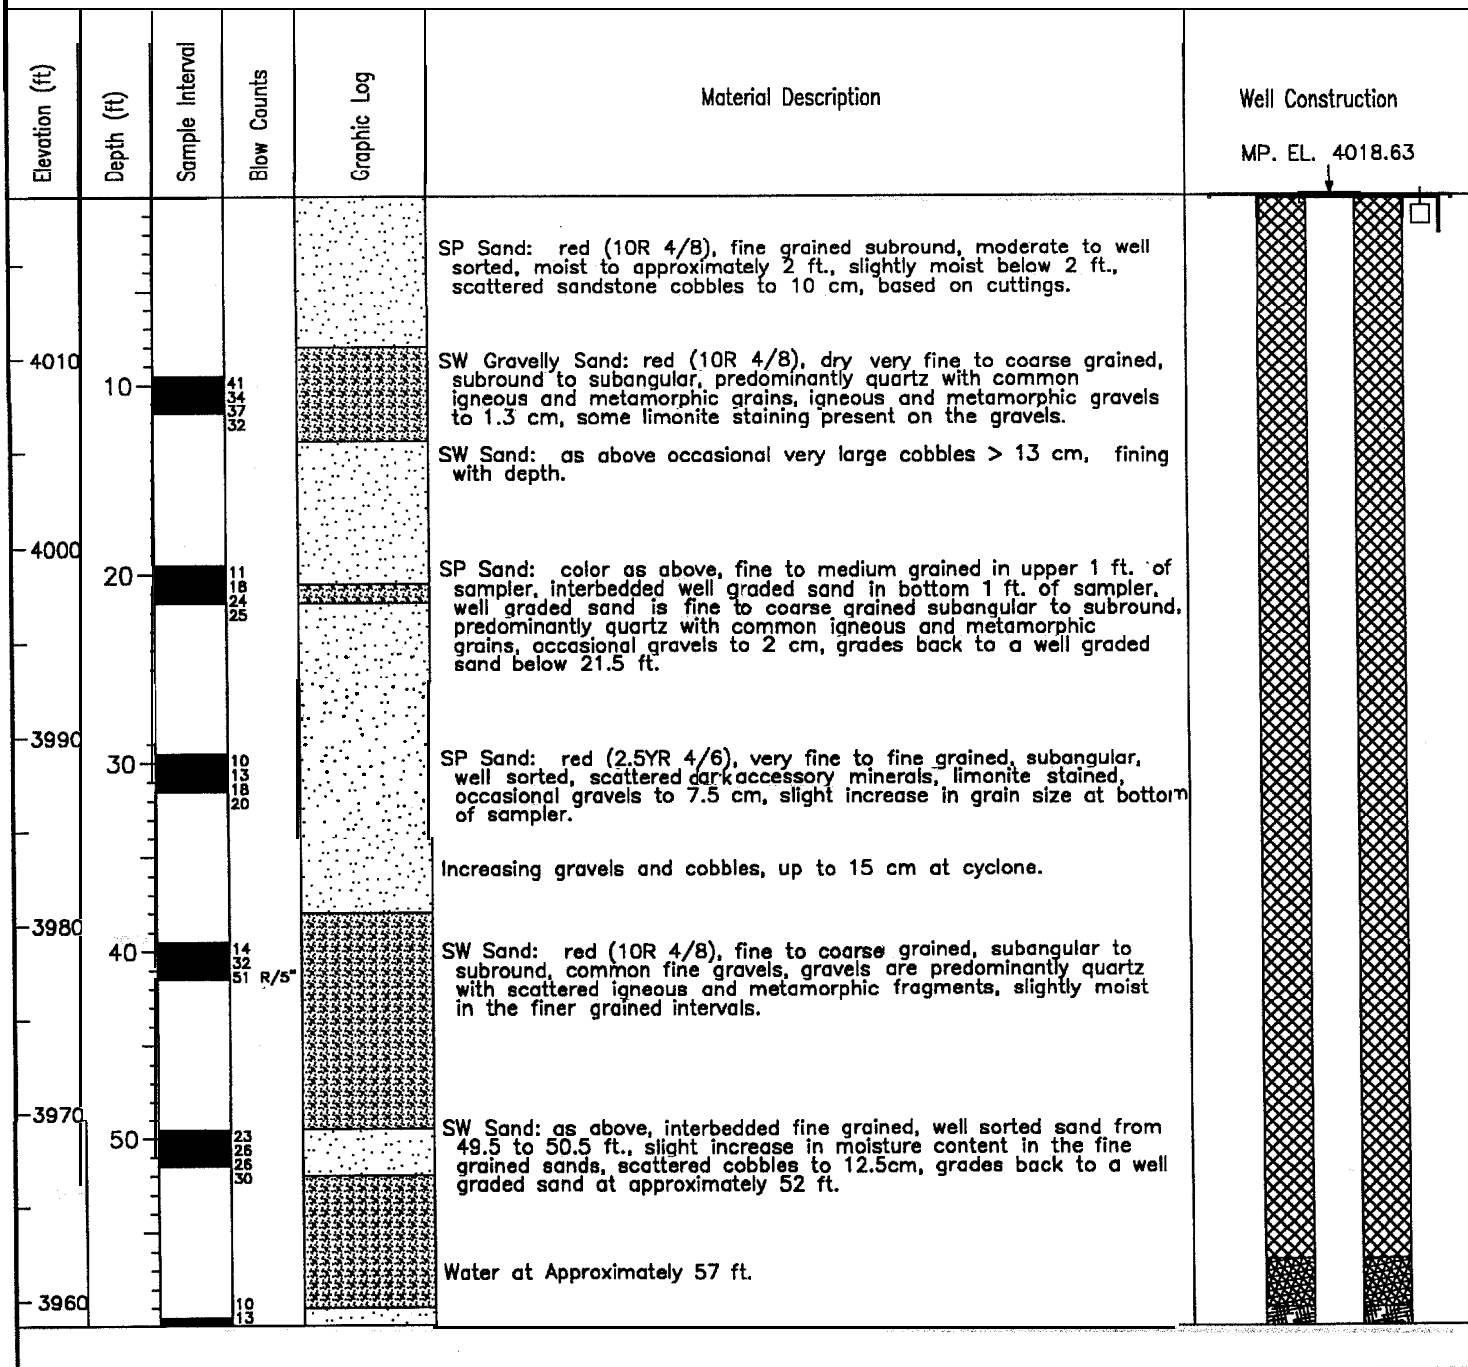 Elevation (ft)
Depth (ft)
Sample Interval
Blow Counts
Graphic Log
Material Description
Well Construction
MP. EL. 4018.63
SP Sand: red (10R 4/8), fine grained subround, moderate to well
sorted, moist to approximately 2 ft., slightly moist below 2 ft.,
scattered sandstone cobbles to 10 cm, based on cuttings.
4010
10
41
34
37
32
SW Gravelly Sand: red (10R 4/8), dry very fine to coarse grained,
subround to subangular, predominantly quartz with common
igneous and metamorphic grains, igneous and metamorphic gravels
to 1.3 cm, some limonite staining present on the gravels.
SW Sand: as above occasional very large cobbles > 13 cm, fining
with depth.
4000
20
11
18
24
25
SP Sand: color as above, fine to medium grained in upper 1 ft. of
sampler, interbedded well graded sand in bottom 1 ft. of sampler,
well graded sand is fine to coarse grained subangular to subround,
predominantly quartz with common igneous and metamorphic
grains, occasional gravels to 2 cm, grades back to a well graded
sand below 21.5 ft.
3990
30
10
13
18
20
SP Sand: red (2.5YR 4/6), very fine to fine grained, subangular,
well sorted, scattered dark accessory minerals, limonite stained,
occasional gravels to 7.5 cm, slight increase in grain size at bottom
of sampler.
Increasing gravels and cobbles, up to 15 cm at cyclone.
3980
40
14
32
51 R/5"
SW Sand: red (10R 4/8), fine to coarse grained, subangular to
subround, common fine gravels, gravels are predominantly quartz
with scattered igneous and metamorphic fragments, slightly moist
in the finer grained intervals.
3970
50
23
26
26
30
SW Sand: as above, interbedded fine grained, well sorted sand from
49.5 to 50.5 ft., slight increase in moisture content in the fine
grained sands, scattered cobbles to 12.5cm, grades back to a well
graded sand at approximately 52 ft.
Water at Approximately 57 ft.
3960
10
13